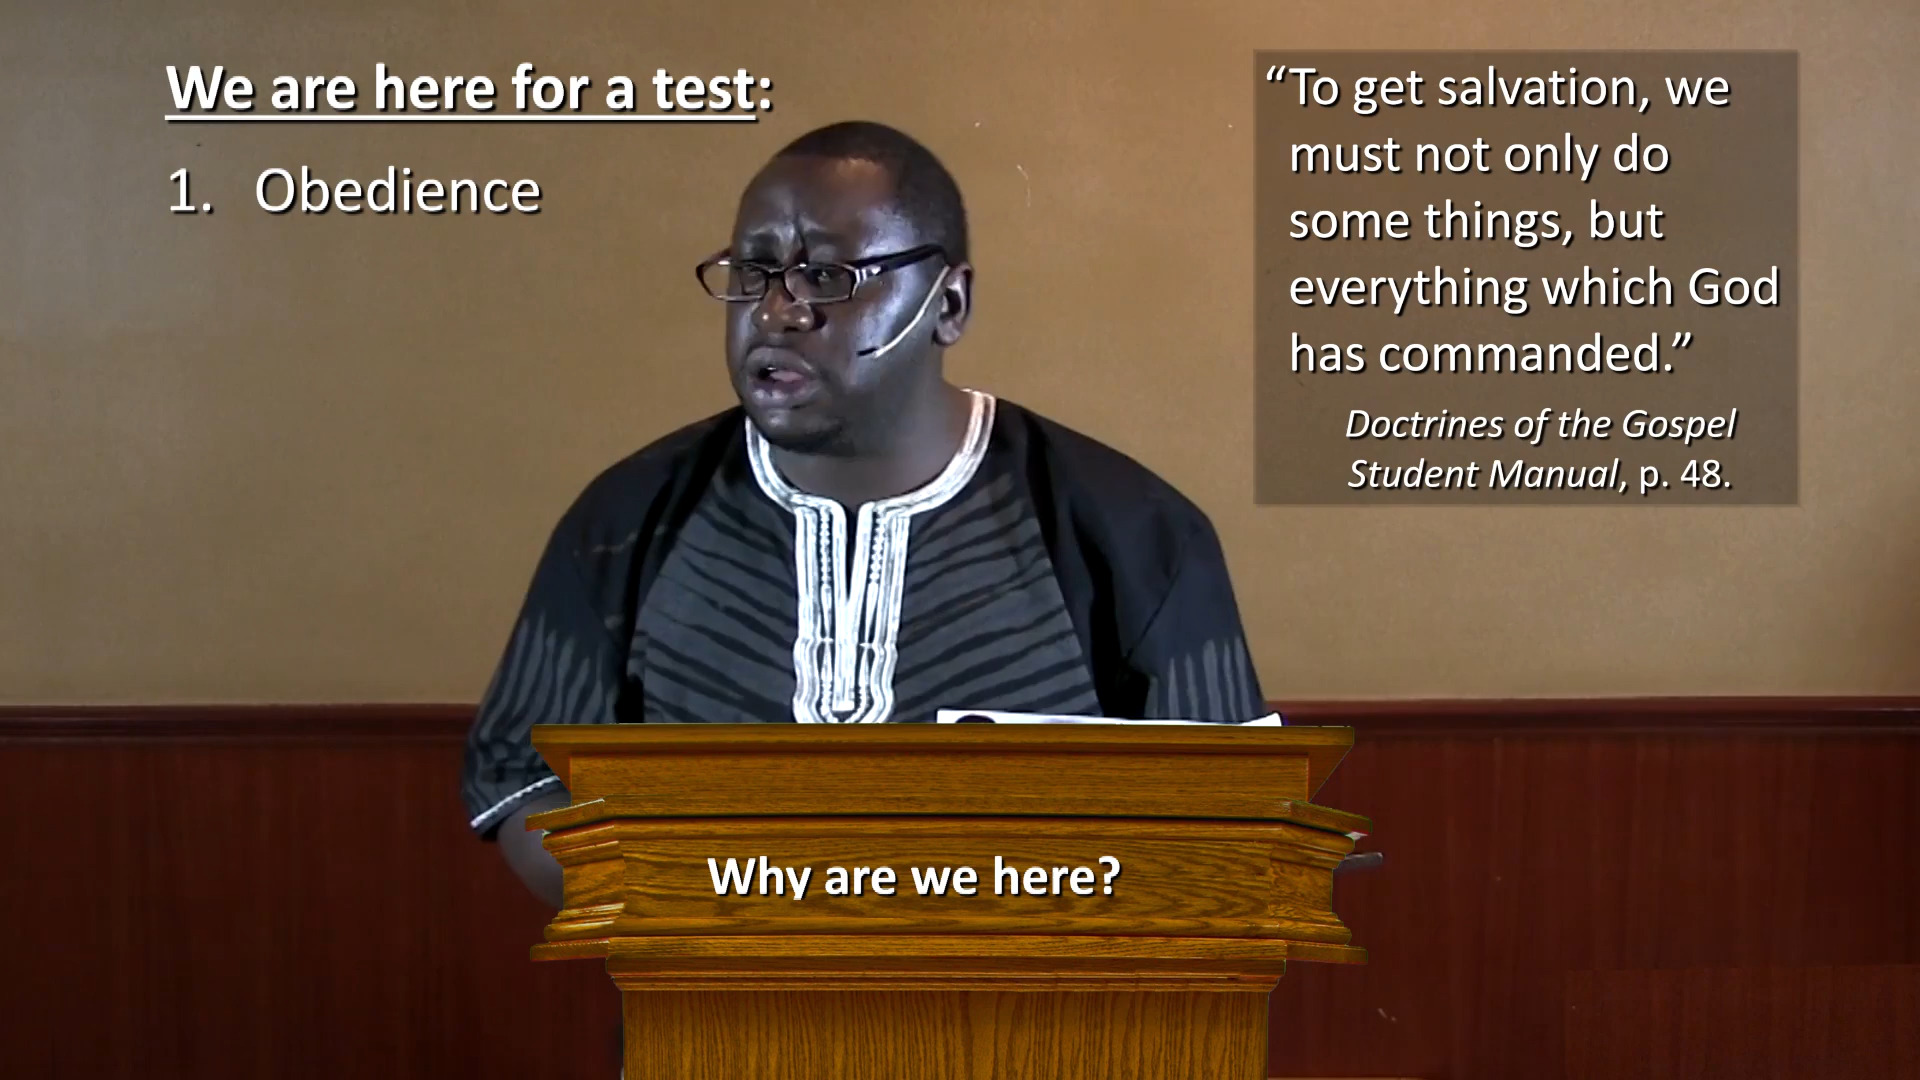 We are here for a test:
1. Obedience
“To get salvation, we
must not only do
some things, but
everything which God
has commanded.”
Doctrines of the Gospel
Student Manual, p. 48.
Why are we here?